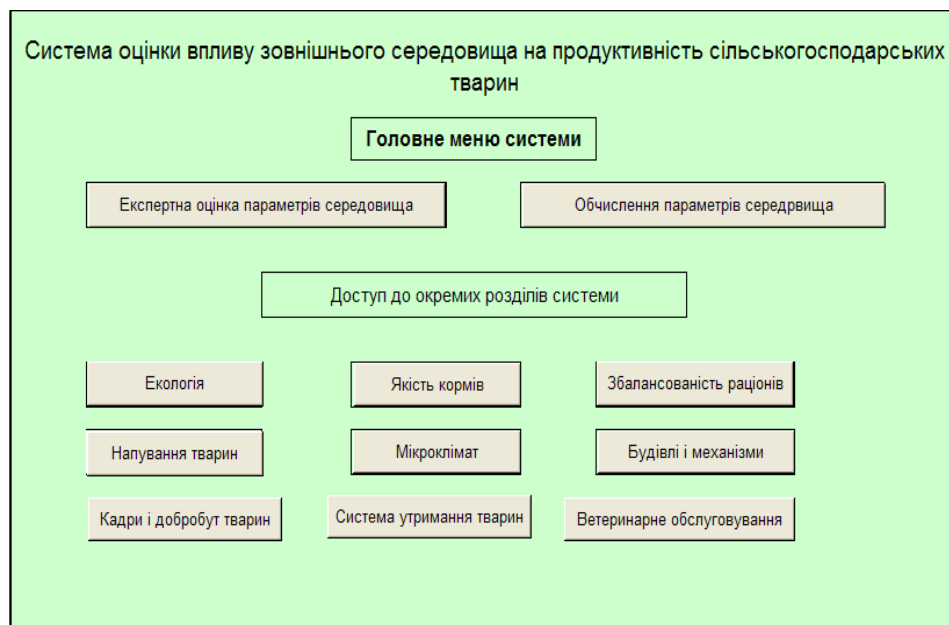 Система оцінки впливу зовнішнього середовища на продуктивність сільськогосподарських
тварин
Головне меню системи
Експертна оцінка параметрів середовища
Обчислення параметрів середрвища
Доступ до окремих розділів системи
Екологія
Якість кормів
Збалансованість раціонів
Напування тварин
Мікроклімат
Будівлі і механізми
Кадри і добробут тварин
Система утримання тварин
Ветеринарне обслуговування